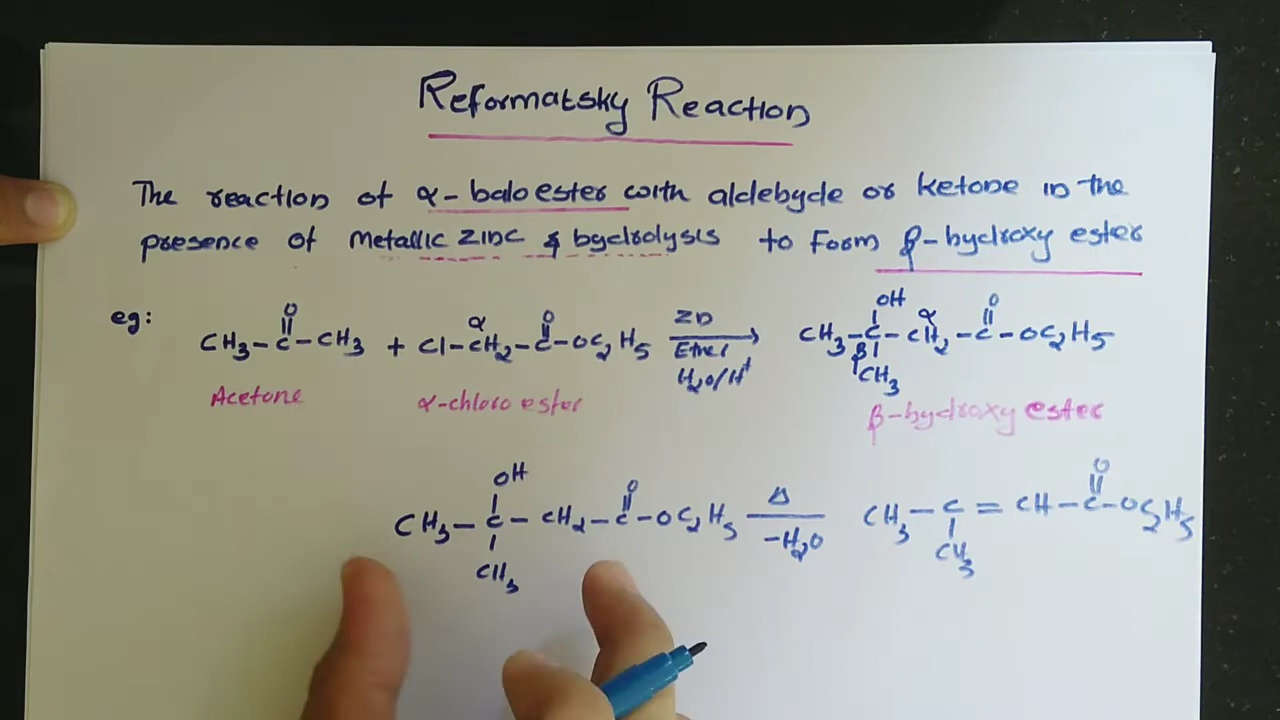 Reformatsky Reaction
The reaction of α-halo ester with aldehyde or ketone in the
presence of Metallic Zinc & hydrolysis to form β-hydroxy ester
eg:
O OH O
α O Zn α
CH3-C-CH3 + Cl-CH2-C-OC2H5 Ether CH3-C-CH2-C-OC2H5
H2O/H+ β
CH3
Acetone α-chloro ester β-hydroxy ester
OH O O
CH3-C-CH2-C-OC2H5 Δ CH3-C=CH-C-OC2H5
-H2O
CH3 CH3